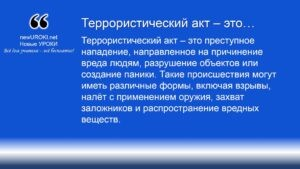 newUROKI.net
Новые УРОКИ
Всё для учителя - всё бесплатно!
Террористический акт – это…
Террористический акт – это преступное
нападение, направленное на причинение
вреда людям, разрушение объектов или
создание паники. Такие происшествия могут
иметь различные формы, включая взрывы,
налёт с применением оружия, захват
заложников и распространение вредных
веществ.